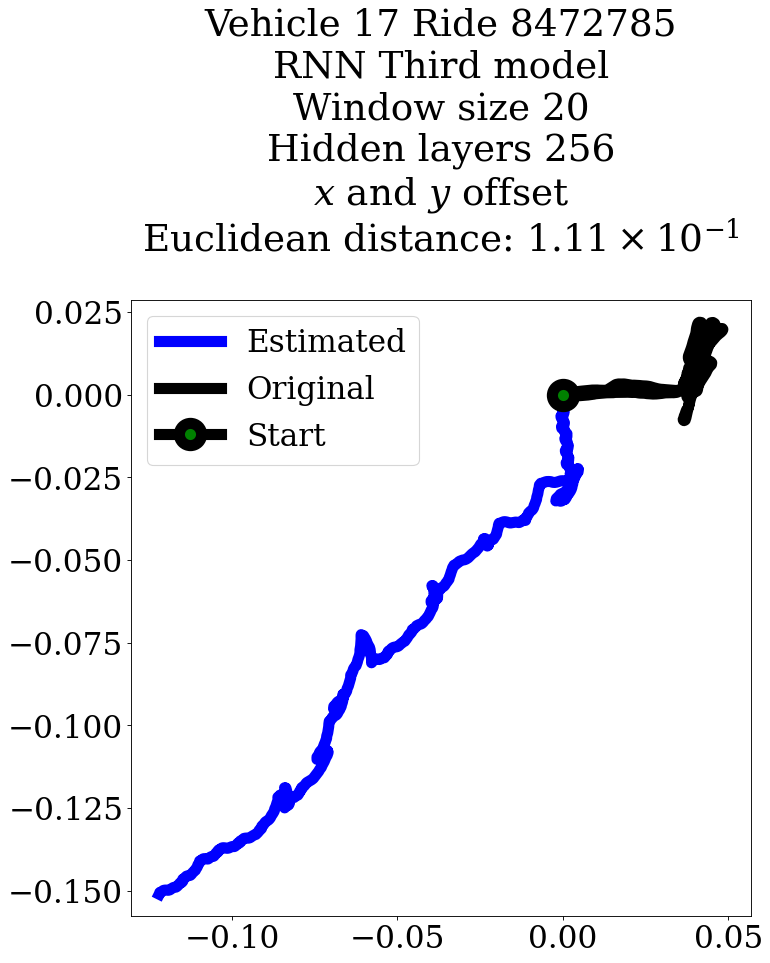 Vehicle 17 Ride 8472785
RNN Third model
Window size 20
Hidden layers 256
x and y offset
Euclidean distance: 1.11 × 10⁻¹
Estimated
Original
Start
0.025
0.000
−0.025
−0.050
−0.075
−0.100
−0.125
−0.150
−0.10 −0.05 0.00 0.05